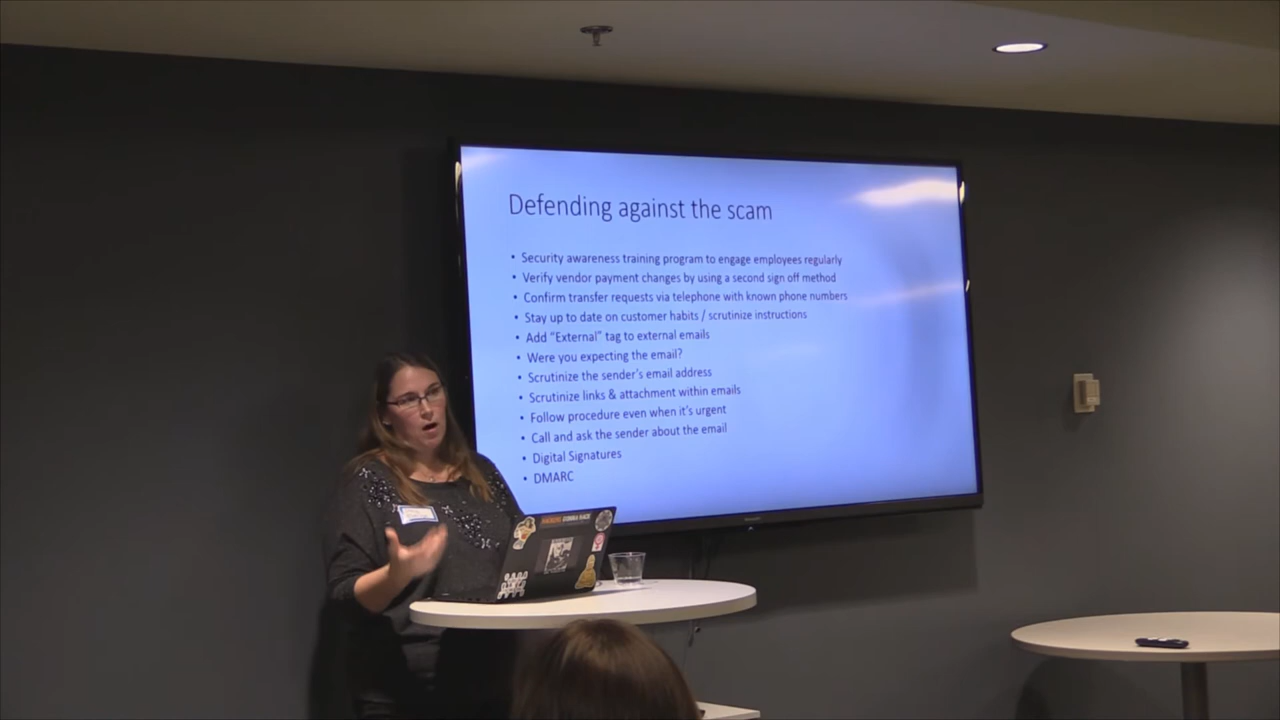 Defending against the scam
• Security awareness training program to engage employees regularly
• Verify vendor payment changes by using a second sign off method
• Confirm transfer requests via telephone with known phone numbers
• Stay up to date on customer habits / scrutinize instructions
• Add “External” tag to external emails
• Were you expecting the email?
• Scrutinize the sender’s email address
• Scrutinize links & attachment within emails
• Follow procedure even when it’s urgent
• Call and ask the sender about the email
• Digital Signatures
• DMARC